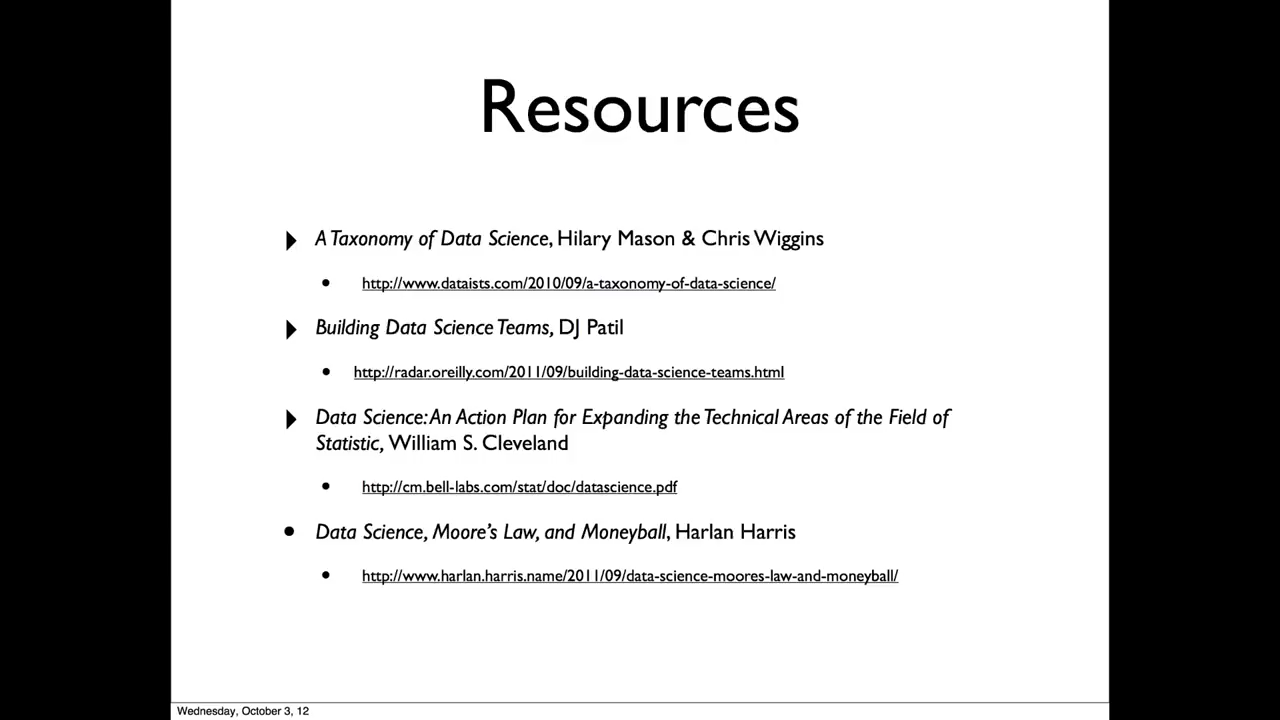 Resources
A Taxonomy of Data Science, Hilary Mason & Chris Wiggins
http://www.dataists.com/2010/09/a-taxonomy-of-data-science/
Building Data Science Teams, DJ Patil
http://radar.oreilly.com/2011/09/building-data-science-teams.html
Data Science: An Action Plan for Expanding the Technical Areas of the Field of
Statistic, William S. Cleveland
http://cm.bell-labs.com/stat/doc/datascience.pdf
Data Science, Moore's Law, and Moneyball, Harlan Harris
http://www.harlan.harris.name/2011/09/data-science-moores-law-and-moneyball/
Wednesday, October 3, 12